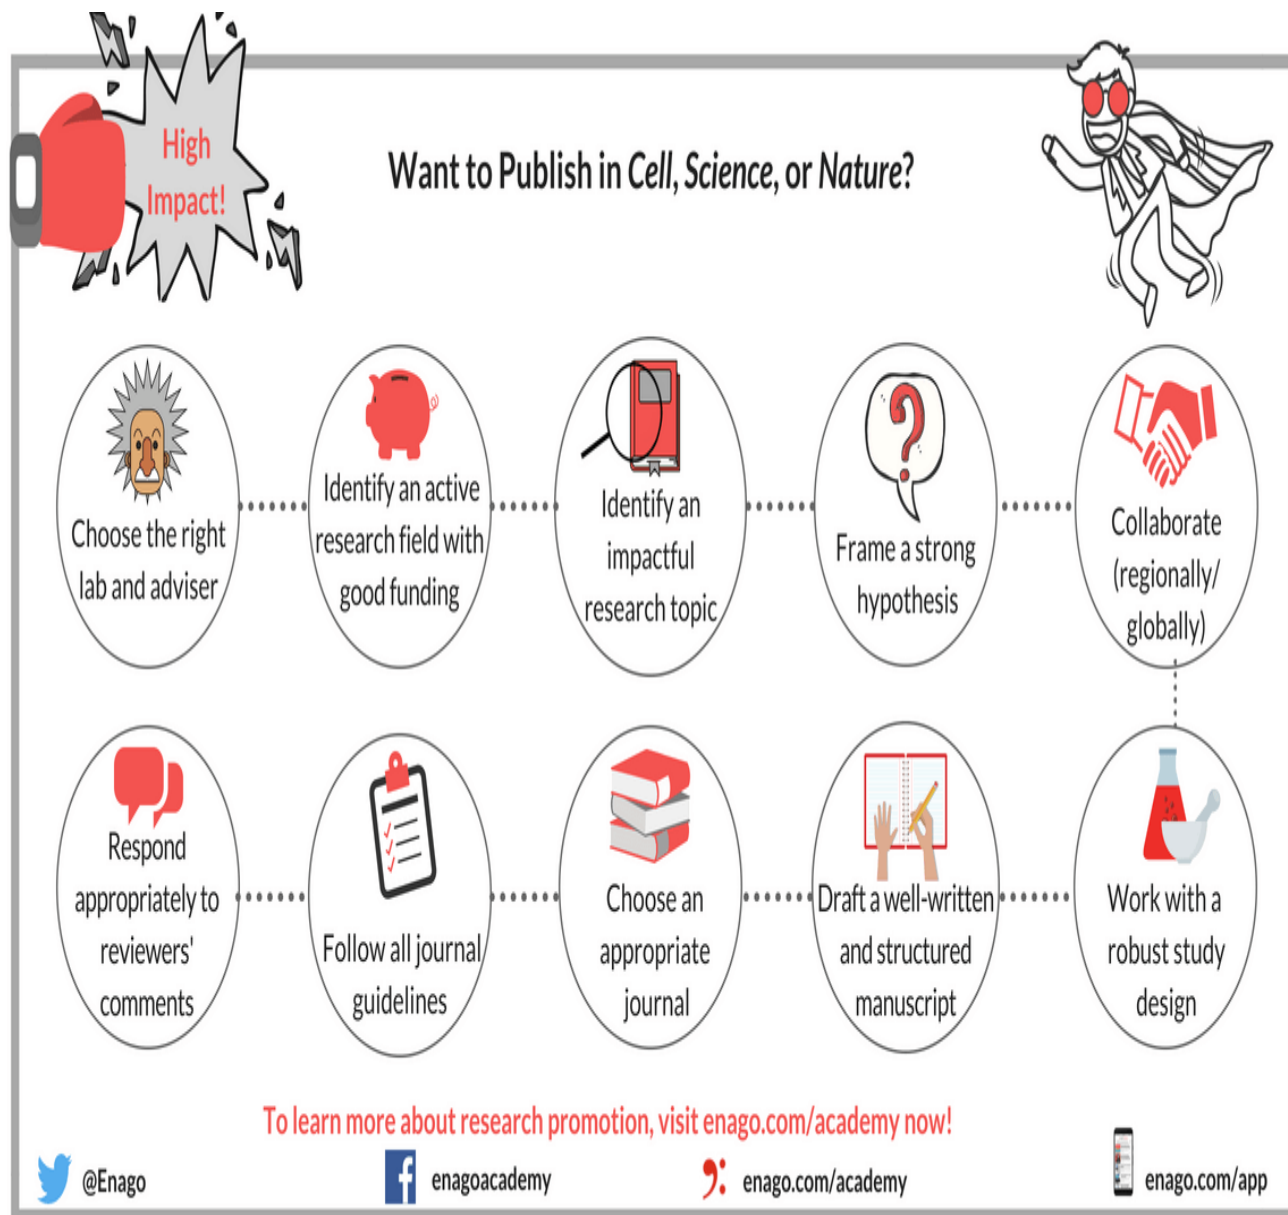 High
Impact!
Want to Publish in Cell, Science, or Nature?
Choose the right
lab and adviser
Identify an active
research field with
good funding
Identify an
impactful
research topic
Frame a strong
hypothesis
Collaborate
(regionally/
globally)
Work with a
robust study
design
Draft a well-written
and structured
manuscript
Choose an
appropriate
journal
Follow all journal
guidelines
Respond
appropriately to
reviewers'
comments
To learn more about research promotion, visit enago.com/academy now!
@Enago
enagoacademy
enago.com/academy
enago.com/app